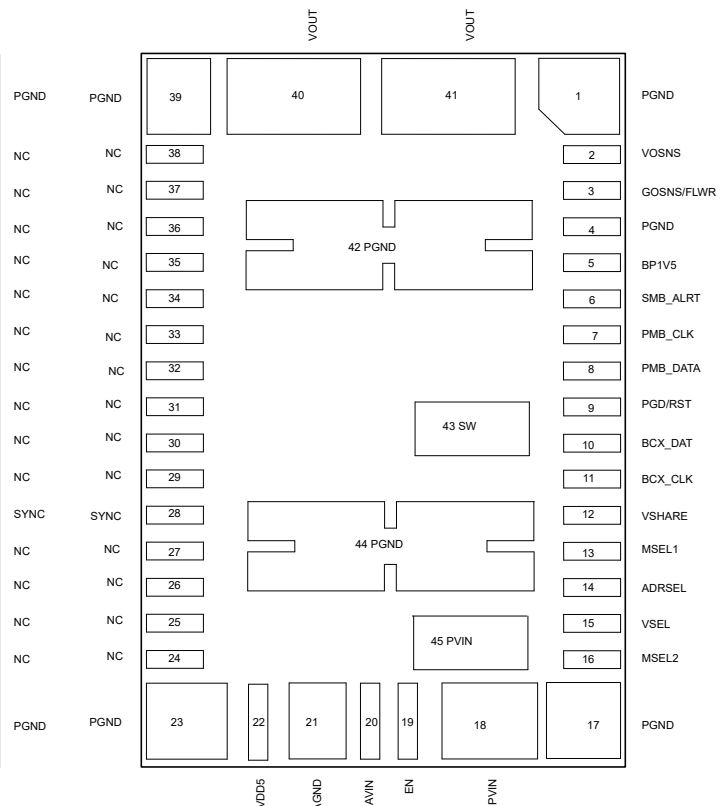 VOUT VOUT
PGND PGND 39 40 41 1 PGND
NC NC 38 2 VOSNS
NC NC 37 3 GOSNS/FLWR
NC NC 36 4 PGND
42 PGND
NC NC 35 5 BP1V5
NC NC 34 6 SMB_ALRT
NC NC 33 7 PMB_CLK
NC NC 32 8 PMB_DATA
NC NC 31 9 PGD/RST
43 SW
NC NC 30 10 BCX_DAT
NC NC 29 11 BCX_CLK
SYNC SYNC 28 12 VSHARE
44 PGND
NC NC 27 13 MSEL1
NC NC 26 14 ADRSEL
NC NC 25 15 VSEL
45 PVIN
NC NC 24 16 MSEL2
PGND PGND 23 22 21 20 19 18 17 PGND
VDD5 AGND AVIN EN PVIN